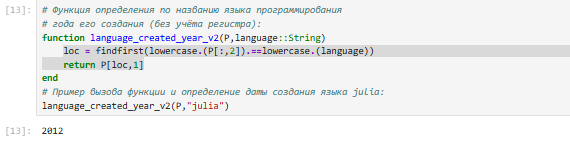 [13]: # Функция определения по названию языка программирования
# года его создания (без учёта регистра):
function language_created_year_v2(P,language::String)
loc = findfirst(lowercase.(P[:,2]).==lowercase.(language))
return P[loc,1]
end
# Пример вызова функции и определение даты создания языка julia:
language_created_year_v2(P,"julia")
[13]: 2012